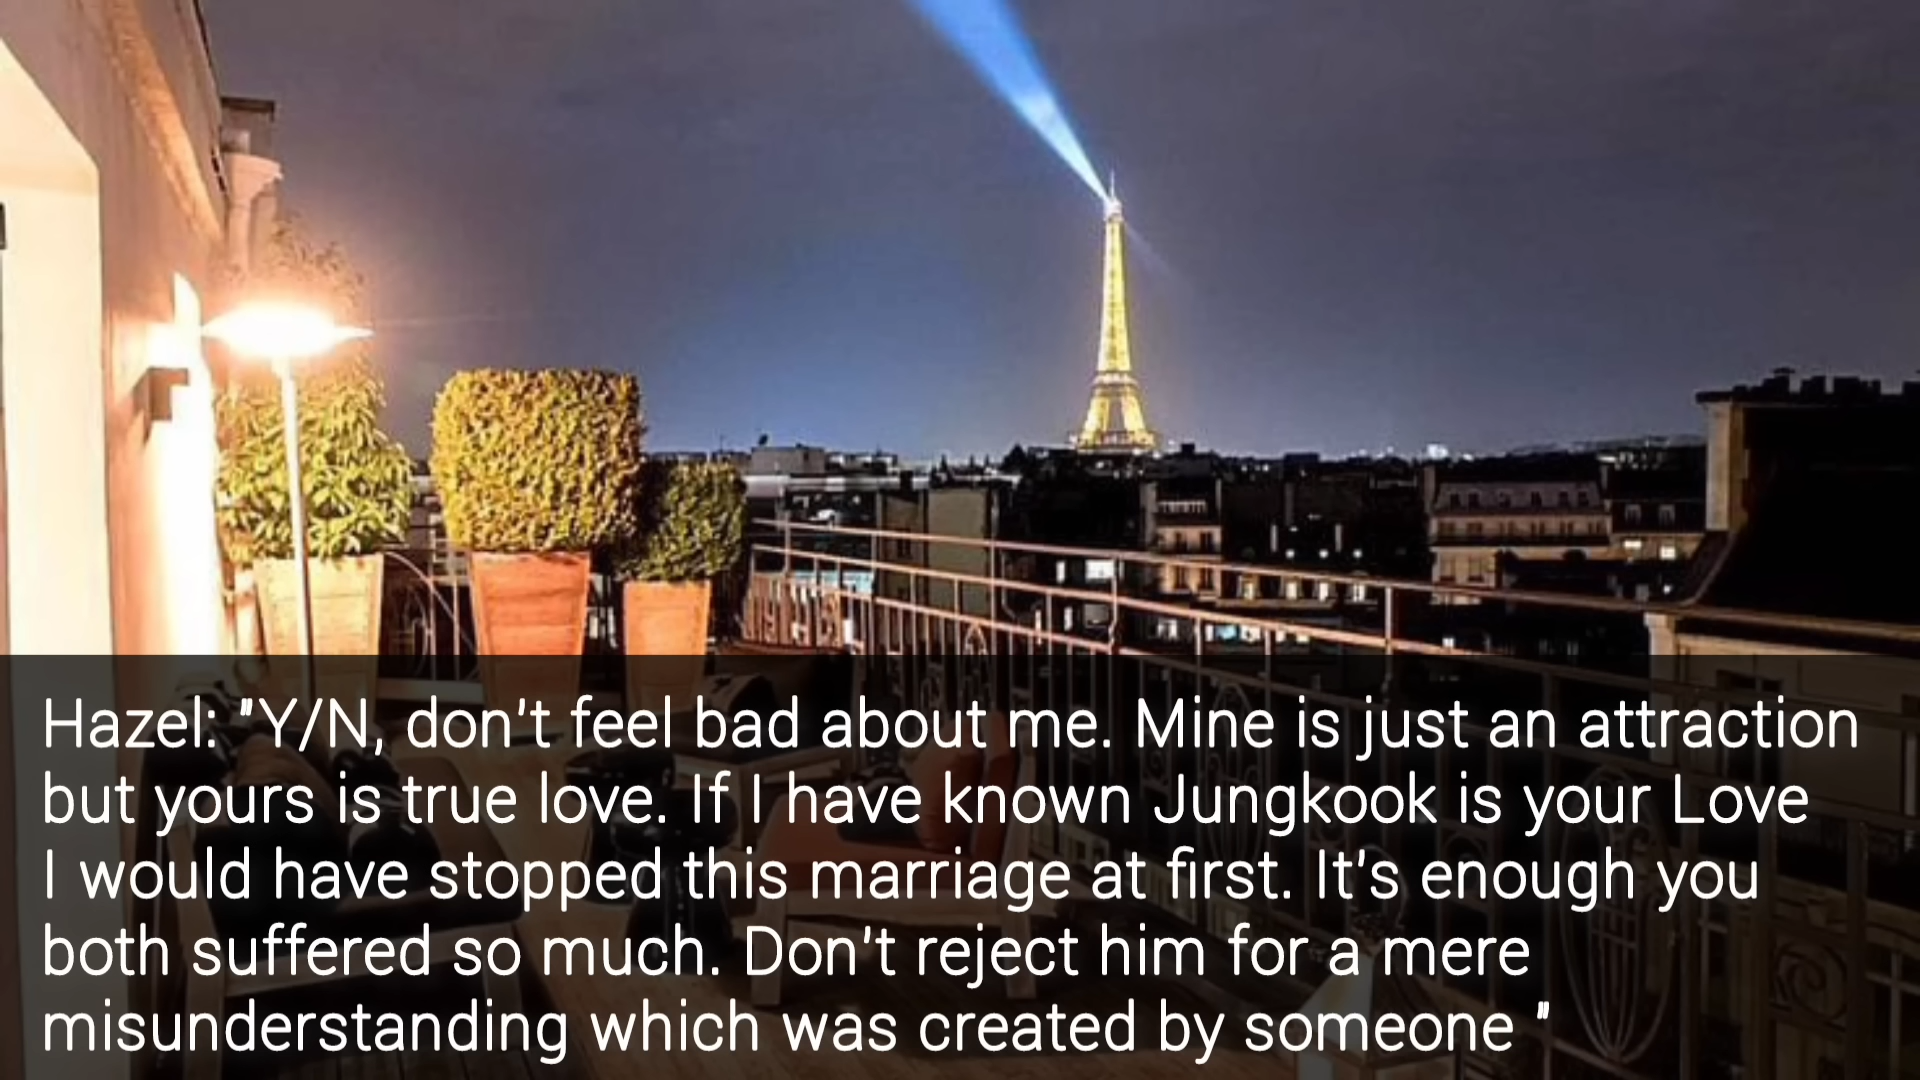 Hazel: "Y/N, don't feel bad about me. Mine is just an attraction
but yours is true love. If I have known Jungkook is your Love
I would have stopped this marriage at first. It's enough you
both suffered so much. Don't reject him for a mere
misunderstanding which was created by someone "